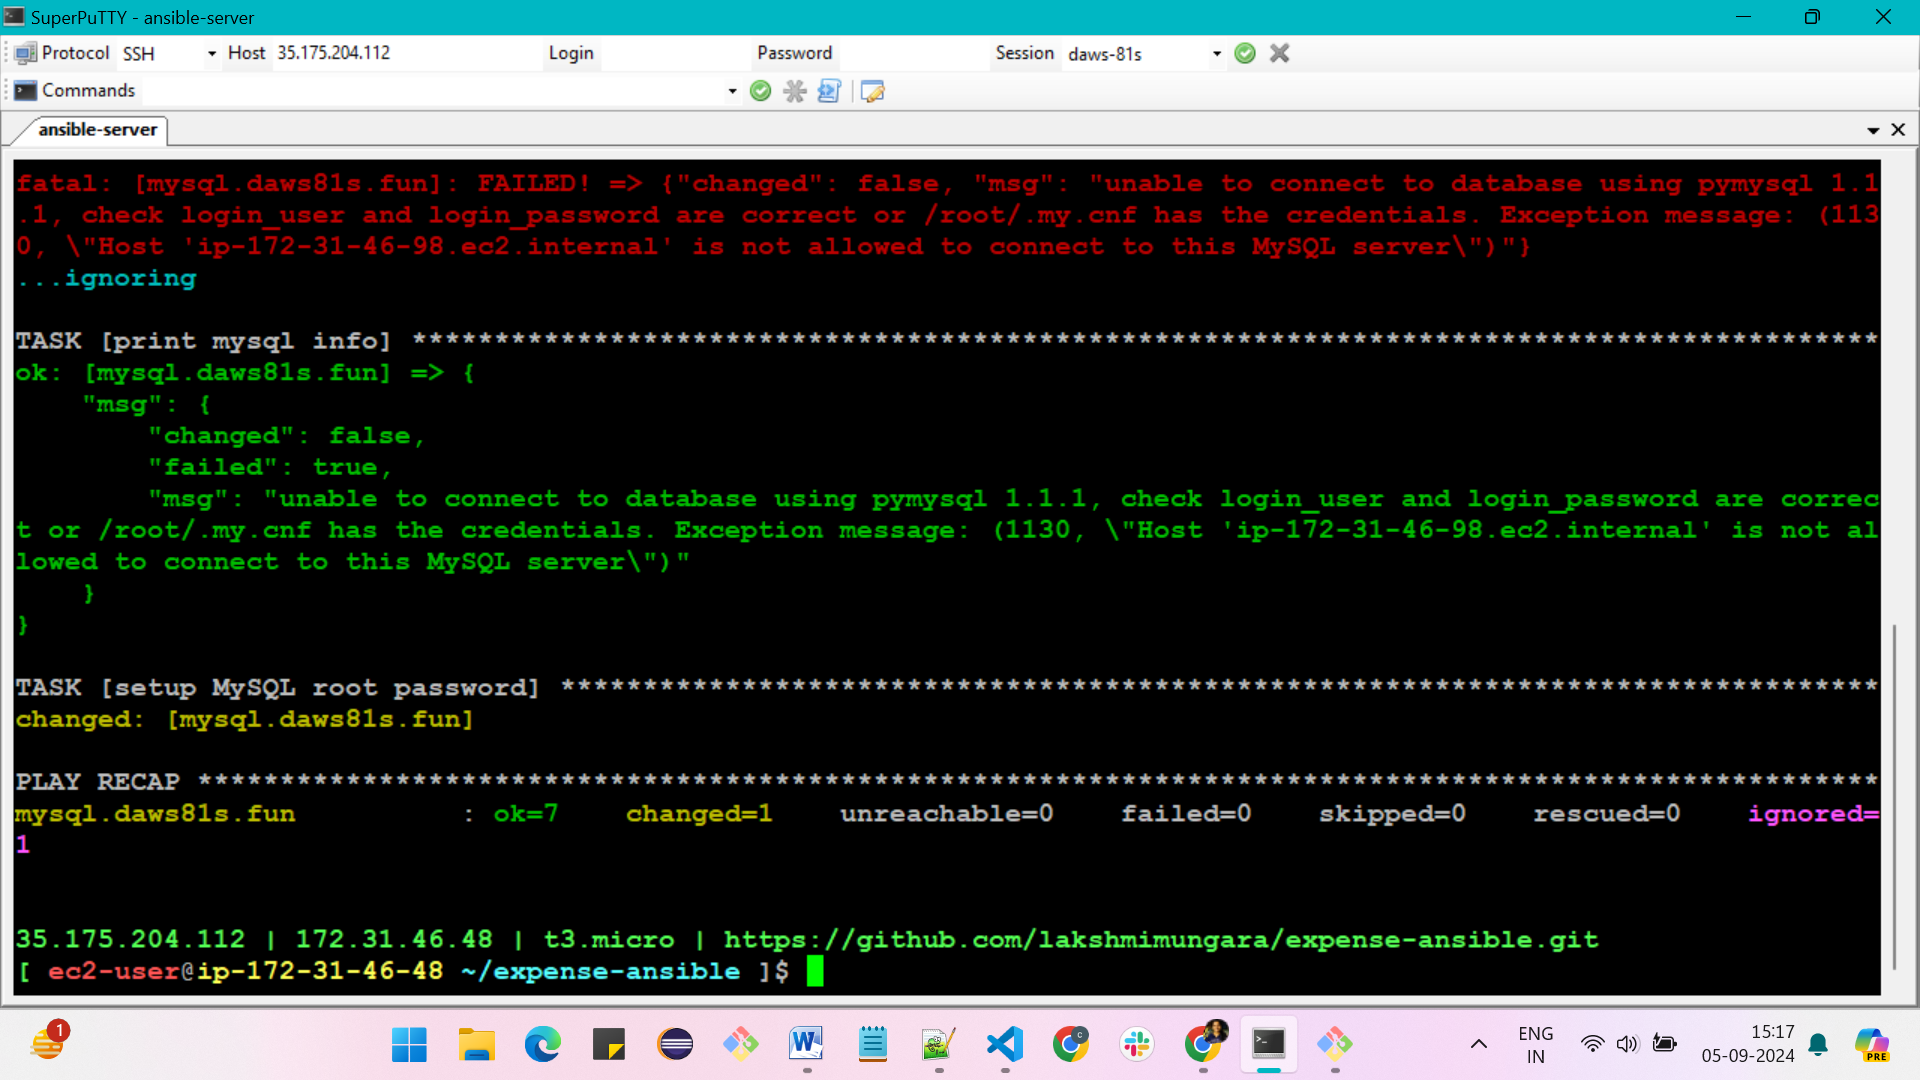 SuperPuTTY - ansible-server
Protocol SSH Host 35.175.204.112 Login Password Session daws-81s
Commands
ansible-server
fatal: [mysql.daws81s.fun]: FAILED! => {"changed": false, "msg": "unable to connect to database using pymysql 1.1
.1, check login_user and login_password are correct or /root/.my.cnf has the credentials. Exception message: (113
0, \"Host 'ip-172-31-46-98.ec2.internal' is not allowed to connect to this MySQL server\")"}
...ignoring
TASK [print mysql info] *****************************************************************************************
ok: [mysql.daws81s.fun] => {
"msg": {
"changed": false,
"failed": true,
"msg": "unable to connect to database using pymysql 1.1.1, check login_user and login_password are correc
t or /root/.my.cnf has the credentials. Exception message: (1130, \"Host 'ip-172-31-46-98.ec2.internal' is not al
lowed to connect to this MySQL server\")"
}
}
TASK [setup MySQL root password] ********************************************************************************
changed: [mysql.daws81s.fun]
PLAY RECAP ******************************************************************************************************
mysql.daws81s.fun : ok=7 changed=1 unreachable=0 failed=0 skipped=0 rescued=0 ignored=
1
35.175.204.112 | 172.31.46.48 | t3.micro | https://github.com/lakshmimungara/expense-ansible.git
[ ec2-user@ip-172-31-46-48 ~/expense-ansible ]$
1
ENG
IN
15:17
05-09-2024
PRE